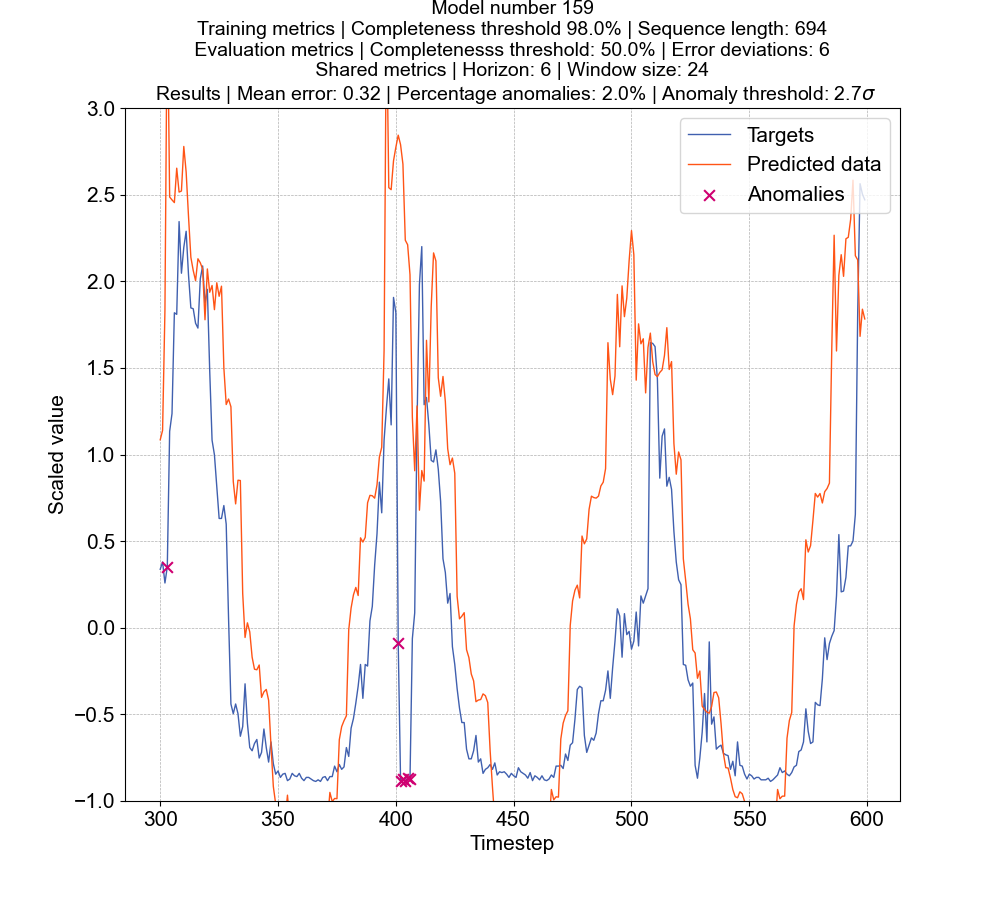 Model number 159
Training metrics | Completeness threshold 98.0% | Sequence length: 694
Evaluation metrics | Completenesss threshold: 50.0% | Error deviations: 6
Shared metrics | Horizon: 6 | Window size: 24
Results | Mean error: 0.32 | Percentage anomalies: 2.0% | Anomaly threshold: 2.7σ
3.0
2.5
2.0
1.5
1.0
0.5
0.0
−0.5
−1.0
Scaled value
Targets
Predicted data
Anomalies
300
350
400
450
500
550
600
Timestep